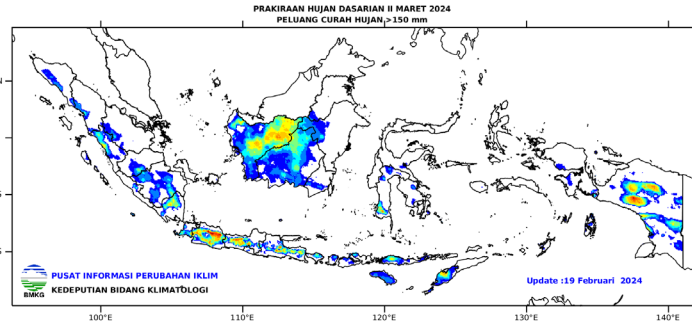 PRAKIRAAN HUJAN DASARIAN II MARET 2024
PELUANG CURAH HUJAN >150 mm
PUSAT INFORMASI PERUBAHAN IKLIM
KEDEPUTIAN BIDANG KLIMATOLOGI
BMKG
Update :19 Februari 2024
100°E
110°E
120°E
130°E
140°E